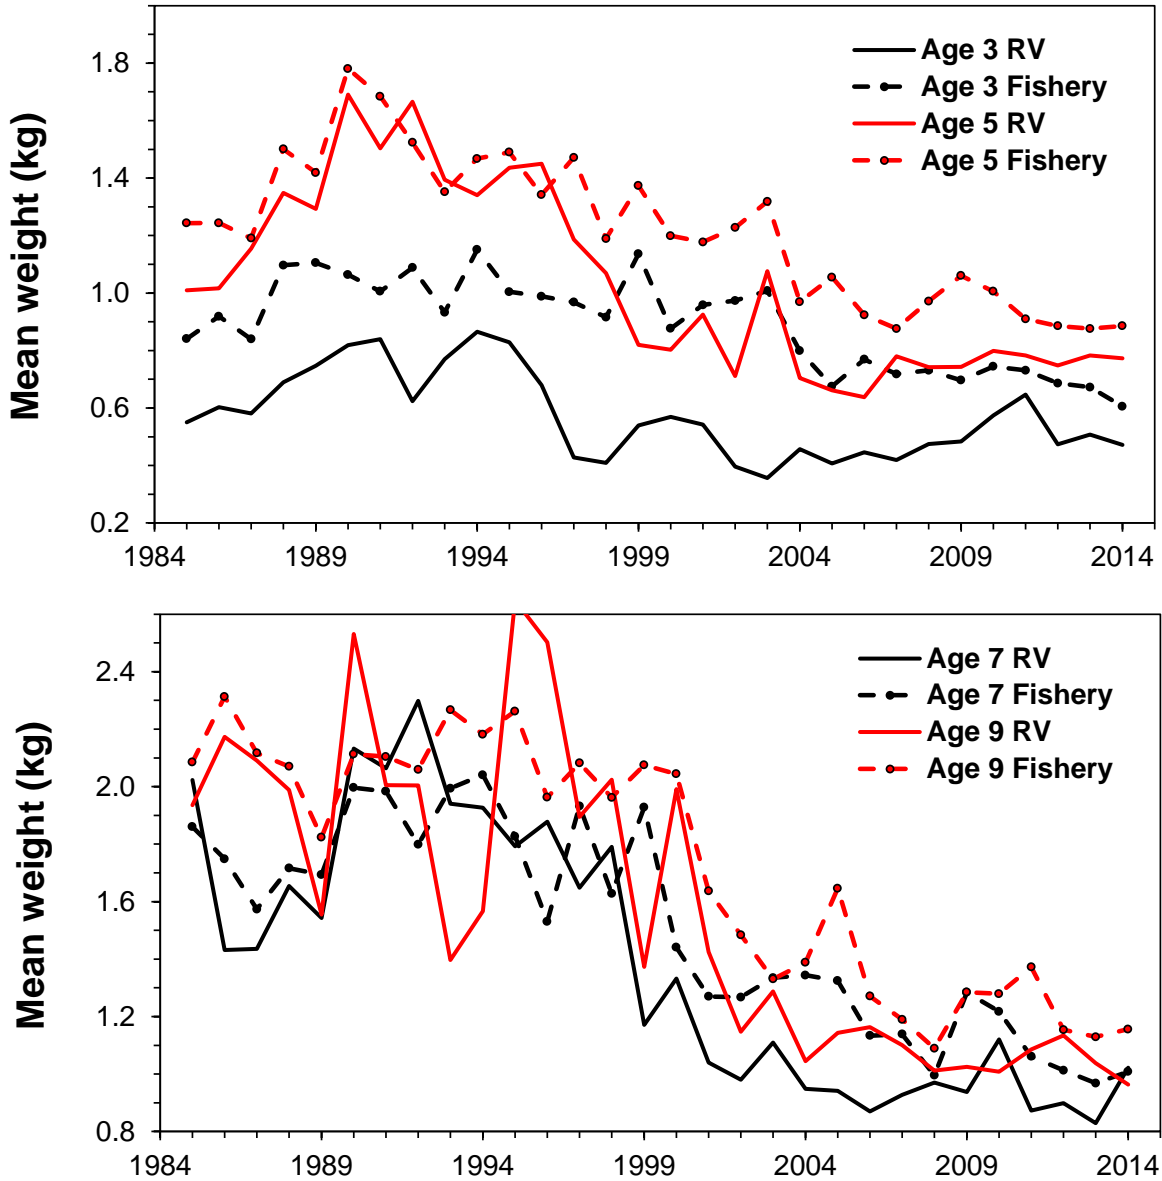 Mean weight (kg)
1.8
1.4
1.0
0.6
0.2
Age 3 RV
Age 3 Fishery
Age 5 RV
Age 5 Fishery
1984 1989 1994 1999 2004 2009 2014
Mean weight (kg)
2.4
2.0
1.6
1.2
0.8
Age 7 RV
Age 7 Fishery
Age 9 RV
Age 9 Fishery
1984 1989 1994 1999 2004 2009 2014